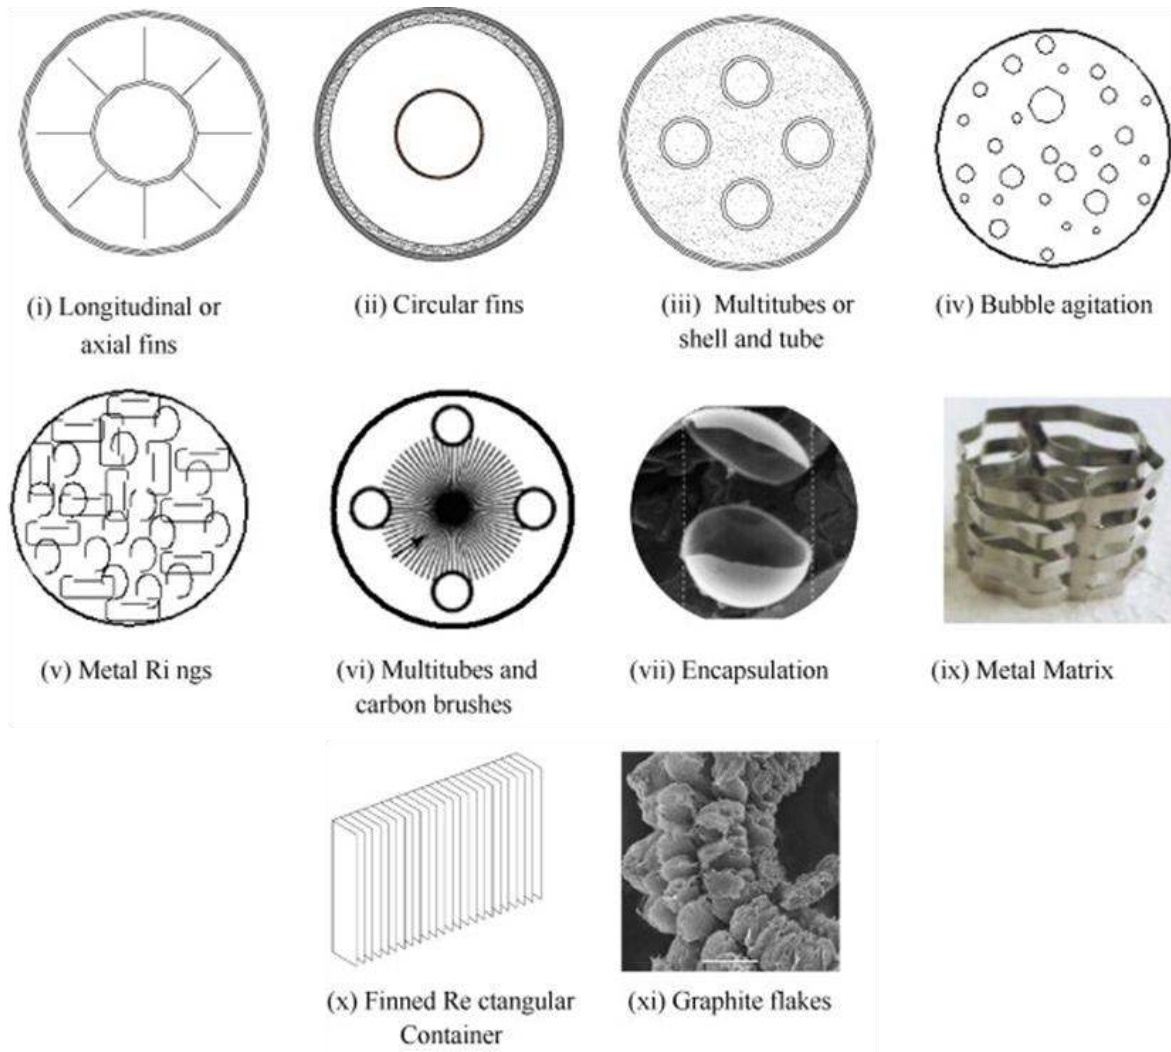 (i) Longitudinal or
axial fins
(ii) Circular fins
(iii) Multitubes or
shell and tube
(iv) Bubble agitation
(v) Metal Ri ngs
(vi) Multitubes and
carbon brushes
(vii) Encapsulation
(ix) Metal Matrix
(x) Finned Re ctangular
Container
(xi) Graphite flakes